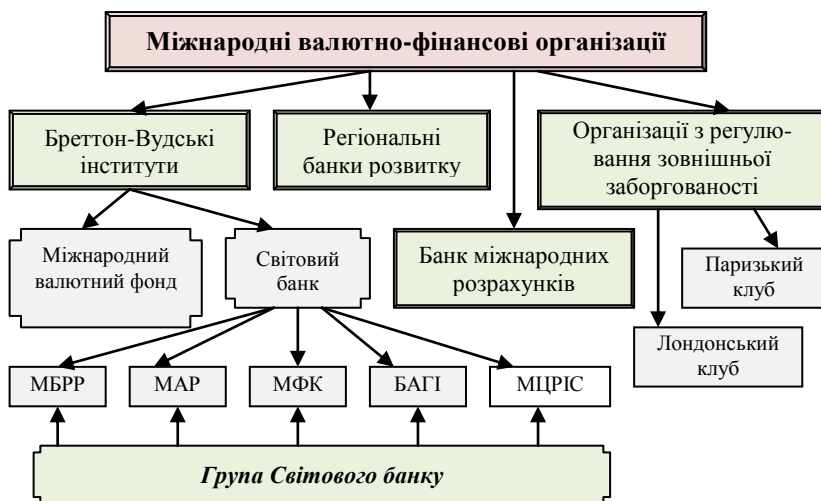 Міжнародні валютно-фінансові організації
Бреттон-Вудські
інститути
Регіональні
банки розвитку
Організації з регулю-
вання зовнішньої
заборгованості
Міжнародний
валютний фонд
Світовий
банк
Банк міжнародних
розрахунків
Паризький
клуб
Лондонський
клуб
МБРР
МАР
МФК
БАГІ
МЦРІС
Група Світового банку